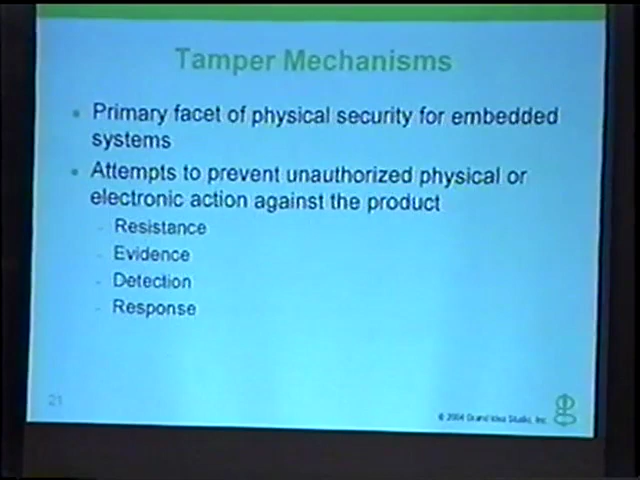 Tamper Mechanisms
• Primary facet of physical security for embedded
systems
• Attempts to prevent unauthorized physical or
electronic action against the product
- Resistance
- Evidence
- Detection
- Response
21
© 2004 Grand Idea Studio, Inc.